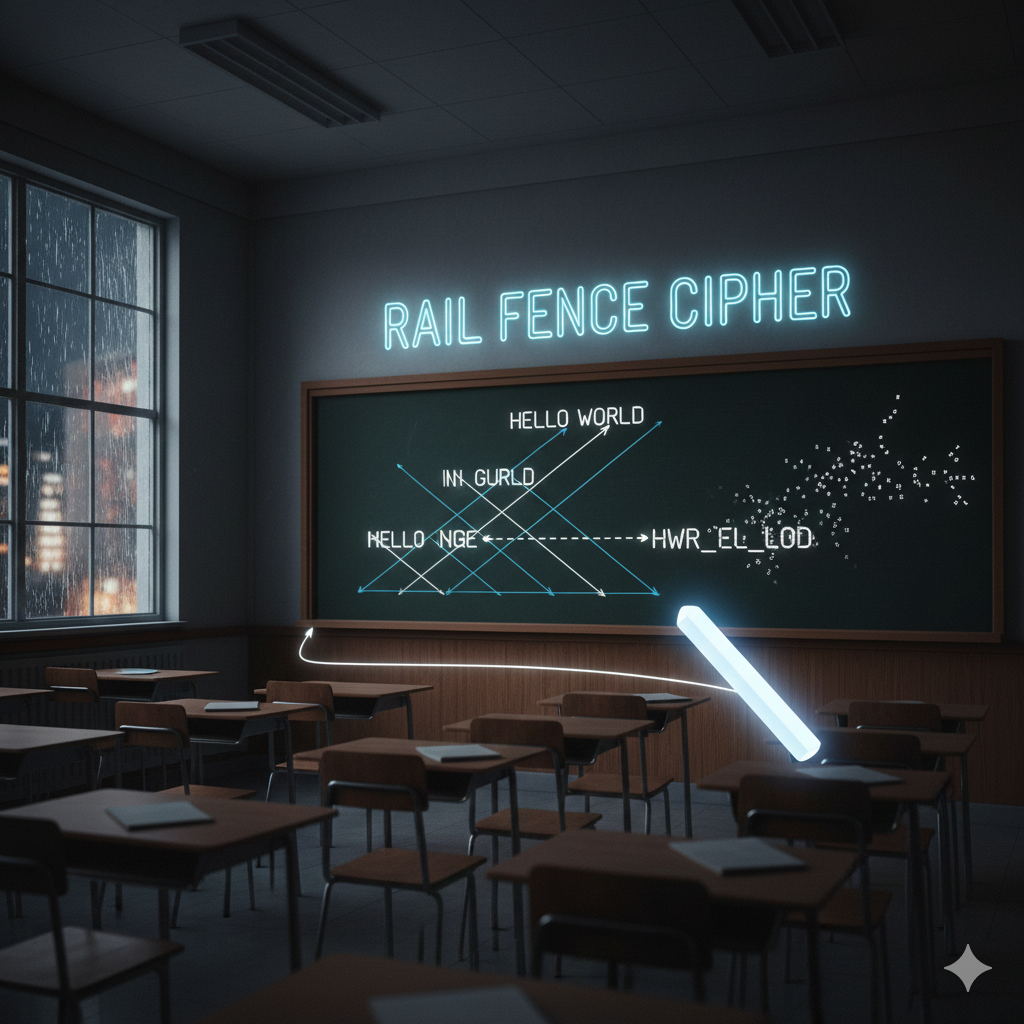 RAIL FENCE CIPHER
HELLO WORLD
IN GURLD
HELLO NGE
HWR_EL_LOD